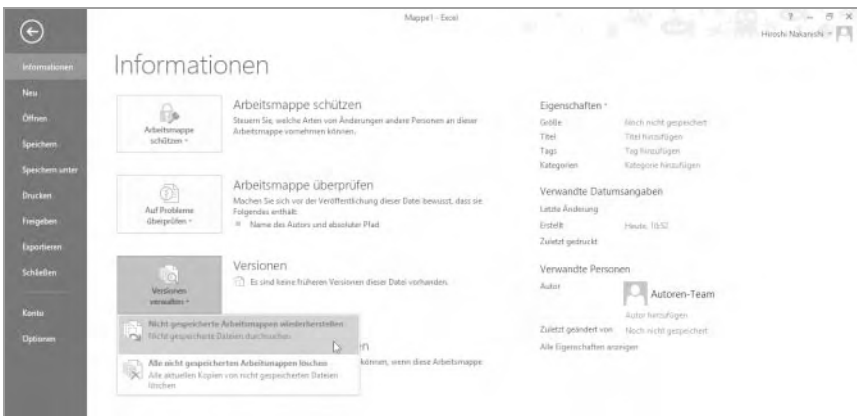 Mappe1 - Excel
Hiroshi Nakanishi
Informationen
Neu
Öffnen
Speichern
Speichern unter
Drucken
Freigeben
Exportieren
Schließen
Konto
Optionen
Informationen
Arbeitsmappe schützen
Arbeitsmappe schützen
Steuern Sie, welche Arten von Änderungen andere Personen an dieser
Arbeitsmappe vornehmen können.
Auf Probleme überprüfen
Arbeitsmappe überprüfen
Machen Sie sich vor der Veröffentlichung dieser Datei bewusst, dass sie
Folgendes enthält:
Name des Autors und absoluter Pfad
Versionen verwalten
Versionen
Es sind keine früheren Versionen dieser Datei vorhanden.
Nicht gespeicherte Arbeitsmappen wiederherstellen
Nicht gespeicherte Dateien durchsuchen
Alle nicht gespeicherten Arbeitsmappen löschen
Alle aktuellen Kopien von nicht gespeicherten Dateien
löschen
können, wenn diese Arbeitsmappe
Eigenschaften
Größe Noch nicht gespeichert
Titel Titel hinzufügen
Tags Tag hinzufügen
Kategorien Kategorie hinzufügen
Verwandte Datumsangaben
Letzte Änderung
Erstellt Heute, 10:52
Zuletzt gedruckt
Verwandte Personen
Autor Autoren-Team
Autor hinzufügen
Zuletzt geändert von Noch nicht gespeichert
Alle Eigenschaften anzeigen